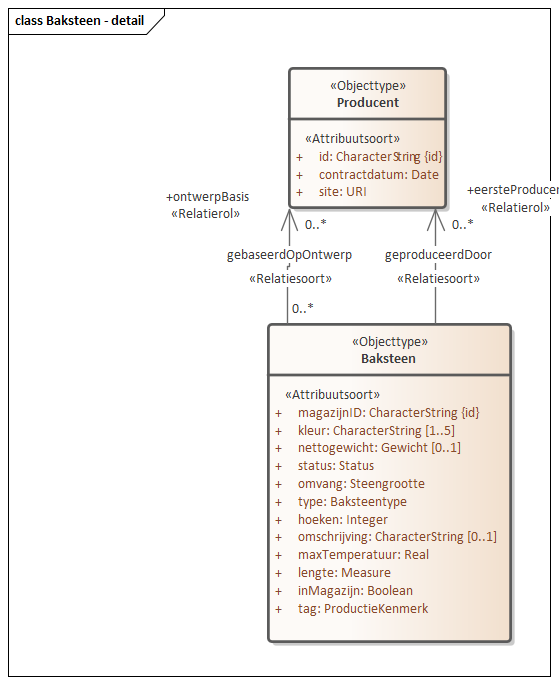 class Baksteen - detail
«Objecttype»
Producent
«Attribuutsoort»
+ id: CharacterString {id}
+ contractdatum: Date
+ site: URI
+ontwerpBasis
«Relatierol»
0..*
+eersteProducen
«Relatierol»
0..*
gebaseerdOpOntwerp
«Relatiesoort»
geproduceerdDoor
«Relatiesoort»
0..*
«Objecttype»
Baksteen
«Attribuutsoort»
+ magazijnID: CharacterString {id}
+ kleur: CharacterString [1..5]
+ nettogewicht: Gewicht [0..1]
+ status: Status
+ omvang: Steengrootte
+ type: Baksteentype
+ hoeken: Integer
+ omschrijving: CharacterString [0..1]
+ maxTemperatuur: Real
+ lengte: Measure
+ inMagazijn: Boolean
+ tag: ProductieKenmerk